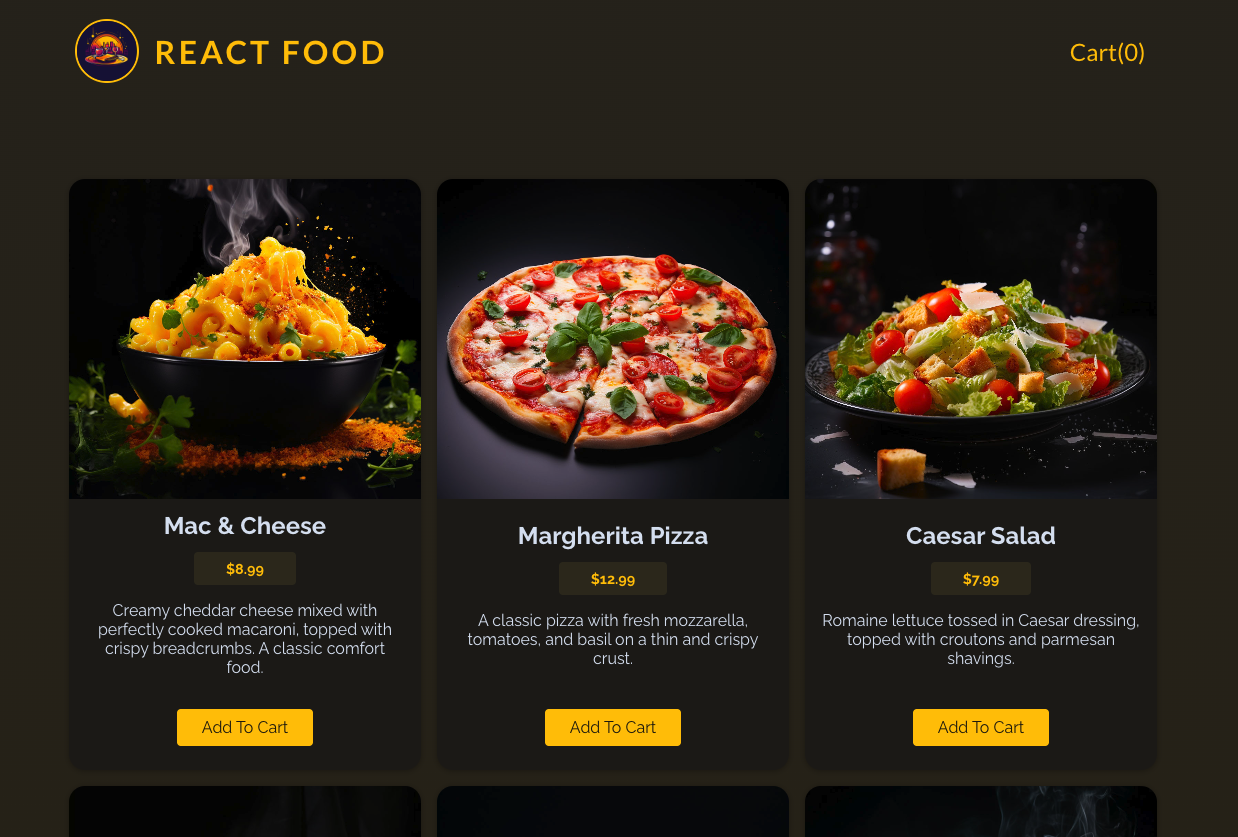 REACT FOOD
Cart(0)
Mac & Cheese
$8.99
Creamy cheddar cheese mixed with
perfectly cooked macaroni, topped with
crispy breadcrumbs. A classic comfort
food.
Add To Cart
Margherita Pizza
$12.99
A classic pizza with fresh mozzarella,
tomatoes, and basil on a thin and crispy
crust.
Add To Cart
Caesar Salad
$7.99
Romaine lettuce tossed in Caesar dressing,
topped with croutons and parmesan
shavings.
Add To Cart